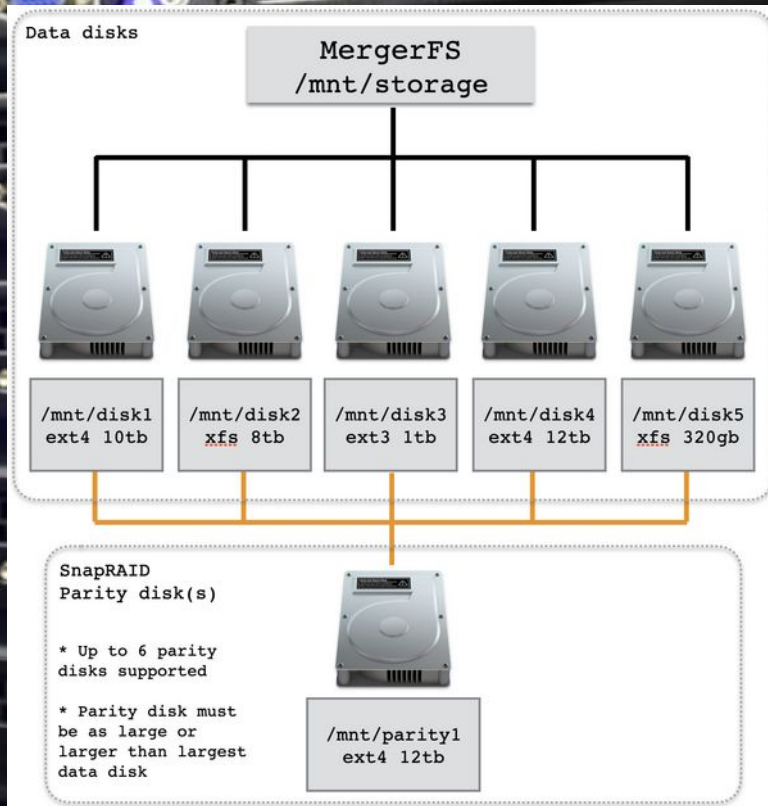 Data disks
MergerFS
/mnt/storage
/mnt/disk1
ext4 10tb
/mnt/disk2
xfs 8tb
/mnt/disk3
ext3 1tb
/mnt/disk4
ext4 12tb
/mnt/disk5
xfs 320gb
SnapRAID
Parity disk(s)
* Up to 6 parity
disks supported
* Parity disk must
be as large or
larger than largest
data disk
/mnt/parity1
ext4 12tb